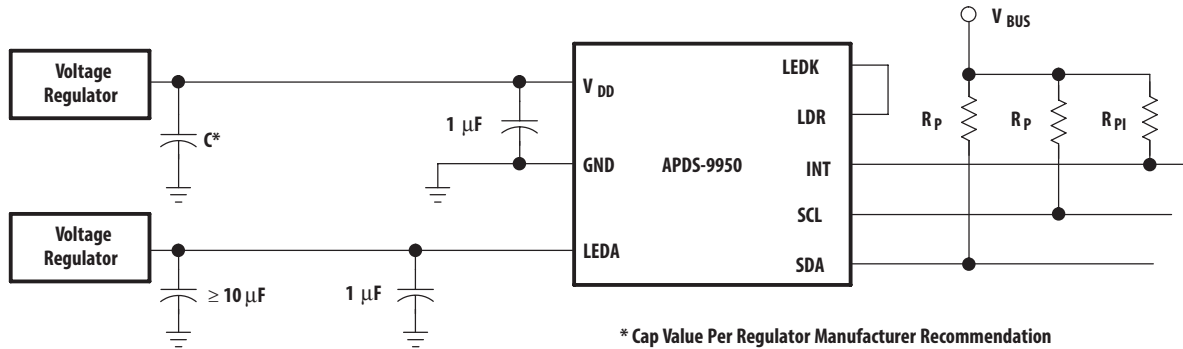 V BUS
Voltage
Regulator
V DD
LEDK
C*
1 μF
LDR
R P
R P
R PI
GND
APDS-9950
INT
SCL
Voltage
Regulator
LEDA
SDA
≥ 10 μF
1 μF
* Cap Value Per Regulator Manufacturer Recommendation